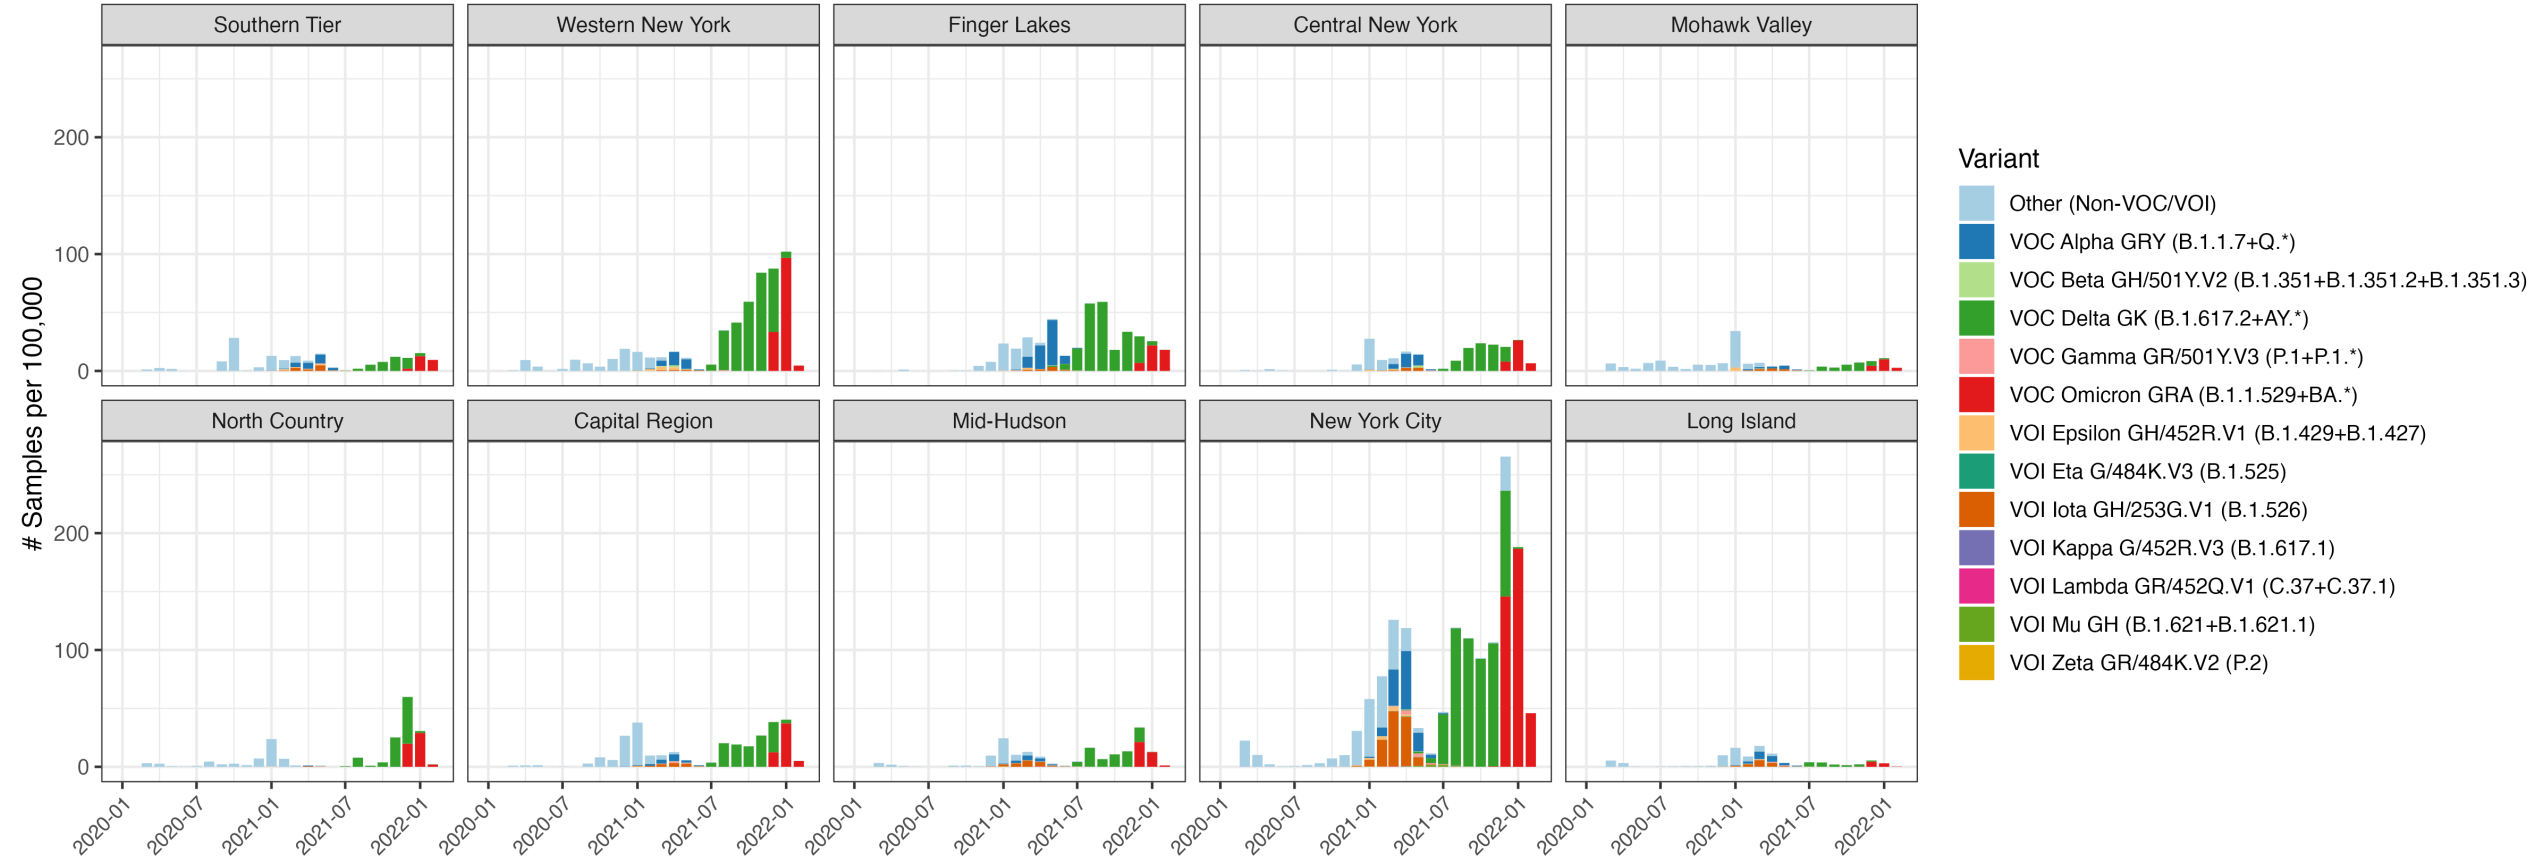 Southern Tier
Western New York
Finger Lakes
Central New York
Mohawk Valley
200
100
0
North Country
Capital Region
Mid-Hudson
New York City
Long Island
200
100
0
# Samples per 100,000
2020-01 2020-07 2021-01 2021-07 2022-01
2020-01 2020-07 2021-01 2021-07 2022-01
2020-01 2020-07 2021-01 2021-07 2022-01
2020-01 2020-07 2021-01 2021-07 2022-01
2020-01 2020-07 2021-01 2021-07 2022-01
Variant
Other (Non-VOC/VOI)
VOC Alpha GRY (B.1.1.7+Q.*)
VOC Beta GH/501Y.V2 (B.1.351+B.1.351.2+B.1.351.3)
VOC Delta GK (B.1.617.2+AY.*)
VOC Gamma GR/501Y.V3 (P.1+P.1.*)
VOC Omicron GRA (B.1.1.529+BA.*)
VOI Epsilon GH/452R.V1 (B.1.429+B.1.427)
VOI Eta G/484K.V3 (B.1.525)
VOI Iota GH/253G.V1 (B.1.526)
VOI Kappa G/452R.V3 (B.1.617.1)
VOI Lambda GR/452Q.V1 (C.37+C.37.1)
VOI Mu GH (B.1.621+B.1.621.1)
VOI Zeta GR/484K.V2 (P.2)